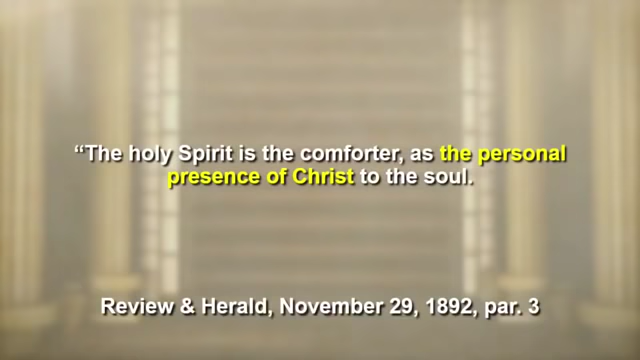 “The holy Spirit is the comforter, as the personal
presence of Christ to the soul.
Review & Herald, November 29, 1892, par. 3